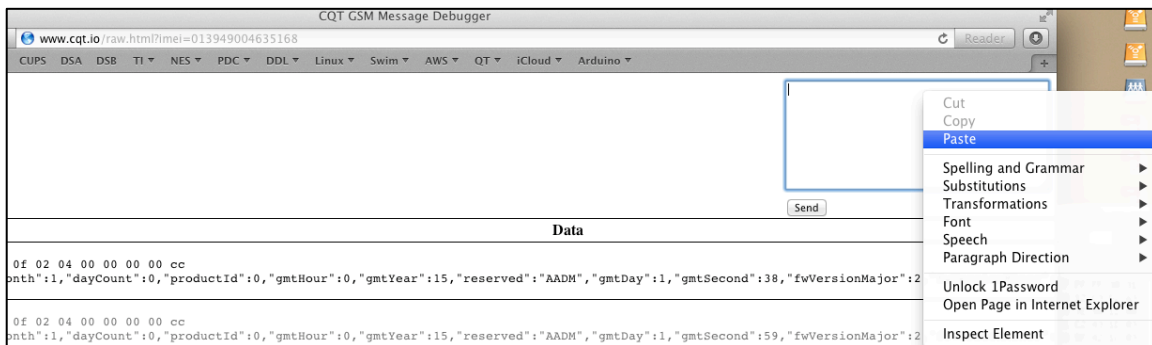 CQT GSM Message Debugger
www.cqt.io/raw.html?imei=013949004635168
Reader
CUPS DSA DSB TI NES PDC DDL Linux Swim AWS QT iCloud Arduino
Cut
Copy
Paste
Spelling and Grammar
Substitutions
Transformations
Font
Speech
Paragraph Direction
Unlock 1Password
Open Page in Internet Explorer
Inspect Element
Send
Data
0f 02 04 00 00 00 00 cc
onth":1,"dayCount":0,"productId":0,"gmtHour":0,"gmtYear":15,"reserved":"AADM","gmtDay":1,"gmtSecond":38,"fwVersionMajor":2
0f 02 04 00 00 00 00 cc
onth":1,"dayCount":0,"productId":0,"gmtHour":0,"gmtYear":15,"reserved":"AADM","gmtDay":1,"gmtSecond":59,"fwVersionMajor":2